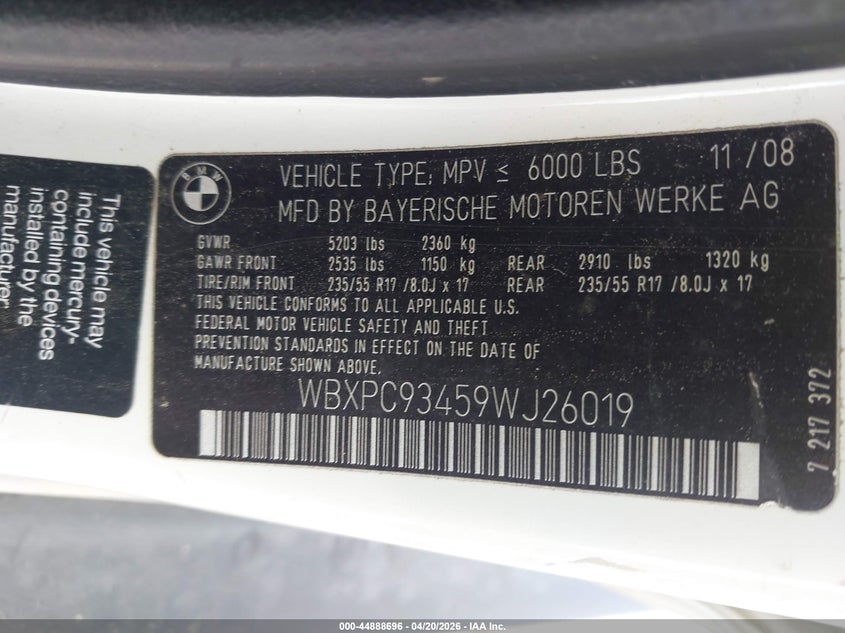 This vehicle may
include mercury-
containing devices
installed by the
manufacturer
BMW
VEHICLE TYPE: MPV ≤ 6000 LBS 11/08
MFD BY BAYERISCHE MOTOREN WERKE AG
GVWR 5203 lbs 2360 kg
GAWR FRONT 2535 lbs 1150 kg REAR 2910 lbs 1320 kg
TIRE/RIM FRONT 235/55 R17 /8.0J x 17 REAR 235/55 R17 /8.0J x 17
THIS VEHICLE CONFORMS TO ALL APPLICABLE U.S.
FEDERAL MOTOR VEHICLE SAFETY AND THEFT
PREVENTION STANDARDS IN EFFECT ON THE DATE OF
MANUFACTURE SHOWN ABOVE.
WBXPC93459WJ26019
7 217 372
000-44888696 - 04/20/2026 - IAA Inc.